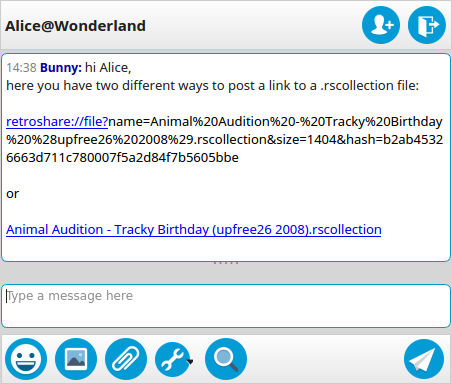 Alice@Wonderland
14:38 Bunny: hi Alice,
here you have two different ways to post a link to a .rscollection file:
retroshare://file?name=Animal%20Audition%20-%20Tracky%20Birthday
%20%28upfree26%202008%29.rscollection&size=1404&hash=b2ab4532
6663d711c780007f5a2d84f7b5605bbe
or
Animal Audition - Tracky Birthday (upfree26 2008).rscollection
Type a message here